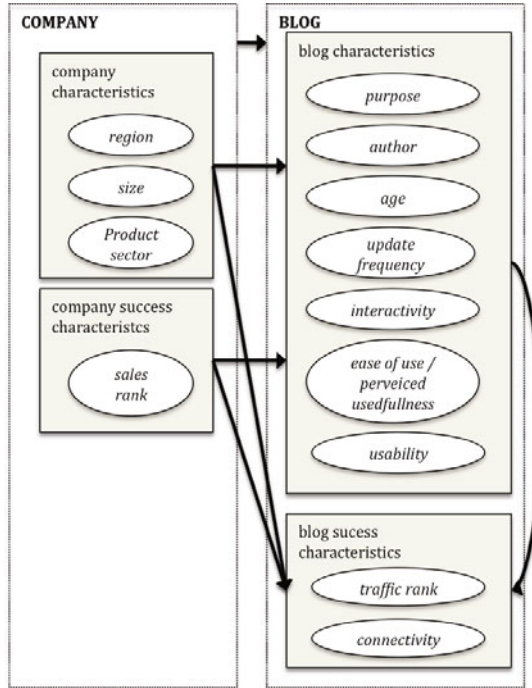 COMPANY
company
characteristics
region
size
Product
sector
company success
characteristcs
sales
rank
BLOG
blog characteristics
purpose
author
age
update
frequency
interactivity
ease of use /
perveiced
usedfullness
usability
blog sucess
characteristics
traffic rank
connectivity